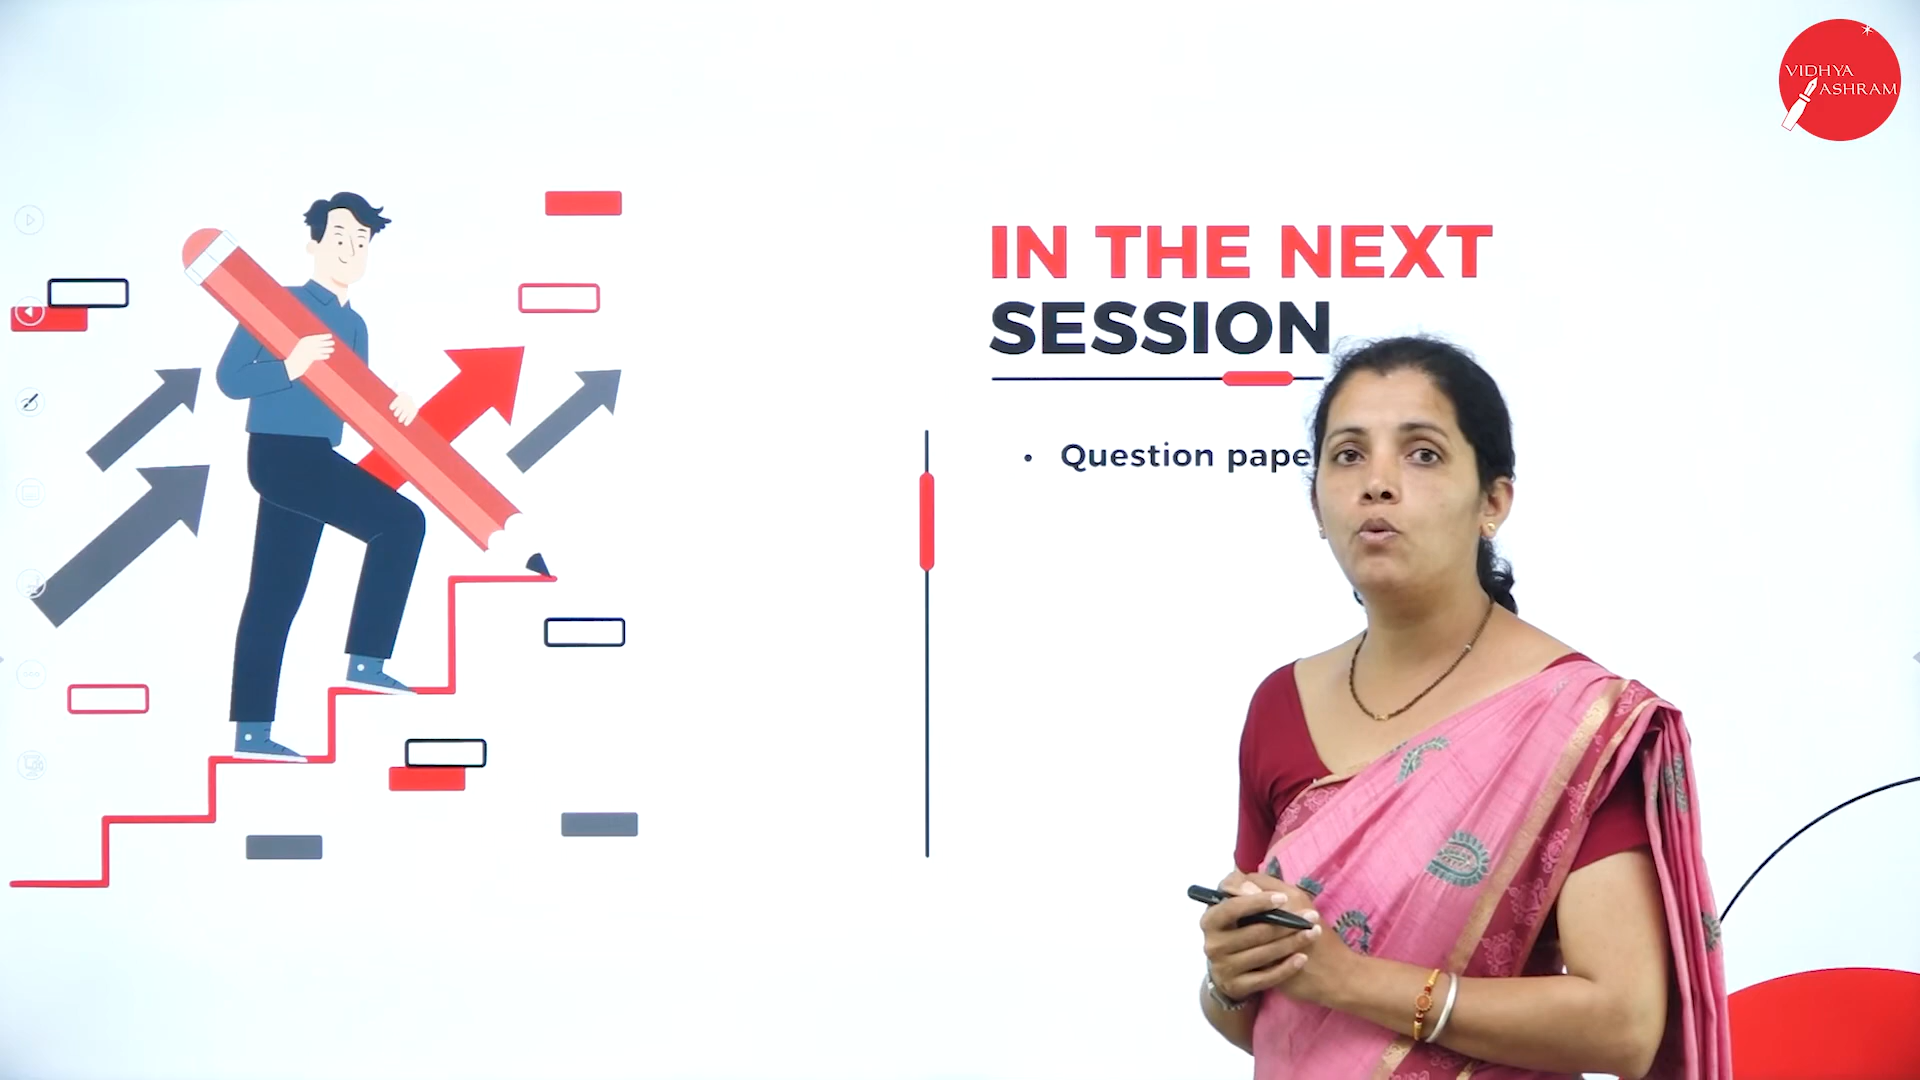 VIDHYA
ASHRAM
IN THE NEXT
SESSION
• Question pape